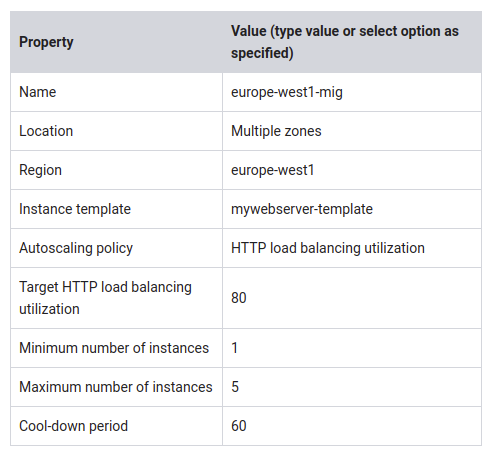 Property
Value (type value or select option as
specified)
Name
europe-west1-mig
Location
Multiple zones
Region
europe-west1
Instance template
mywebserver-template
Autoscaling policy
HTTP load balancing utilization
Target HTTP load balancing
utilization
80
Minimum number of instances
1
Maximum number of instances
5
Cool-down period
60